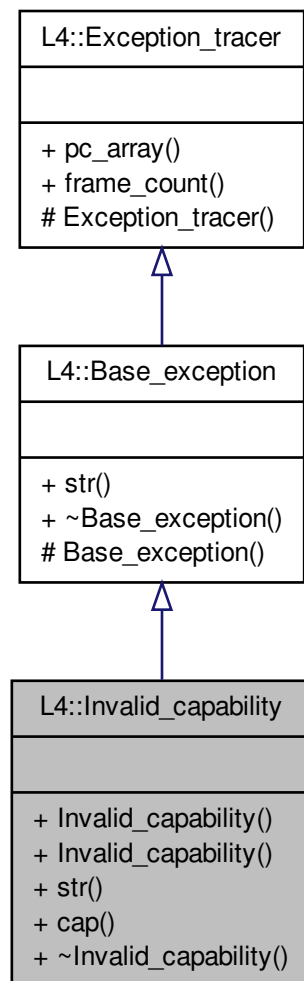 L4::Exception_tracer
+ pc_array()
+ frame_count()
# Exception_tracer()
L4::Base_exception
+ str()
+ ~Base_exception()
# Base_exception()
L4::Invalid_capability
+ Invalid_capability()
+ Invalid_capability()
+ str()
+ cap()
+ ~Invalid_capability()